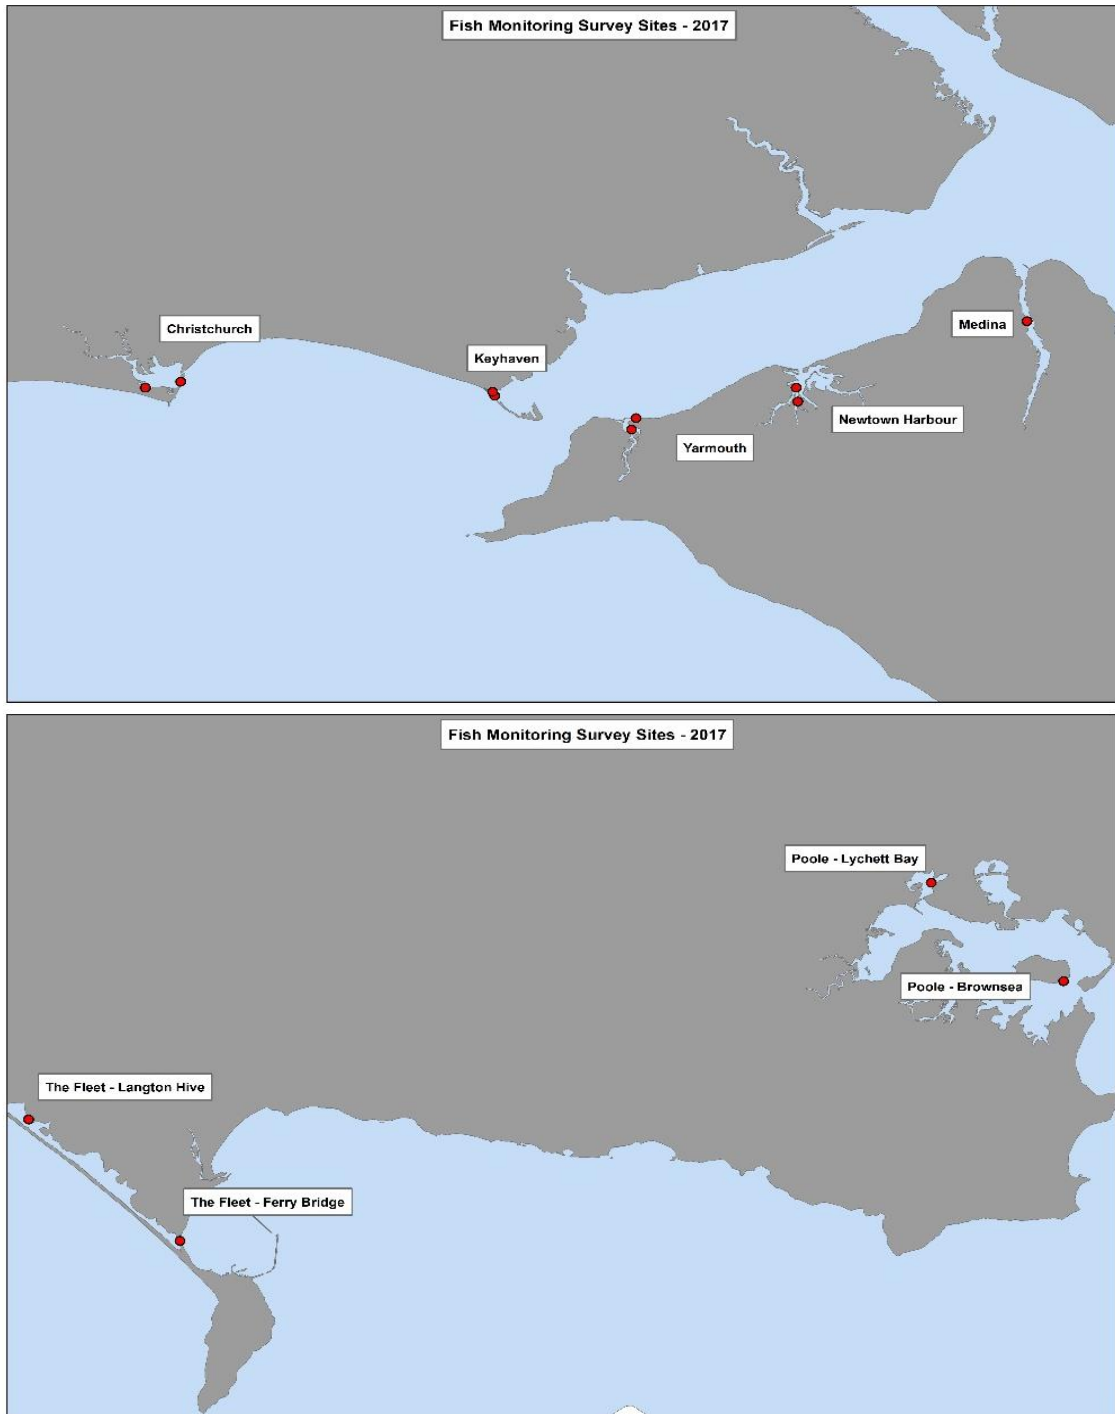 Fish Monitoring Survey Sites - 2017
Christchurch
Medina
Keyhaven
Newtown Harbour
Yarmouth
Fish Monitoring Survey Sites - 2017
Poole - Lychett Bay
Poole - Brownsea
The Fleet - Langton Hive
The Fleet - Ferry Bridge